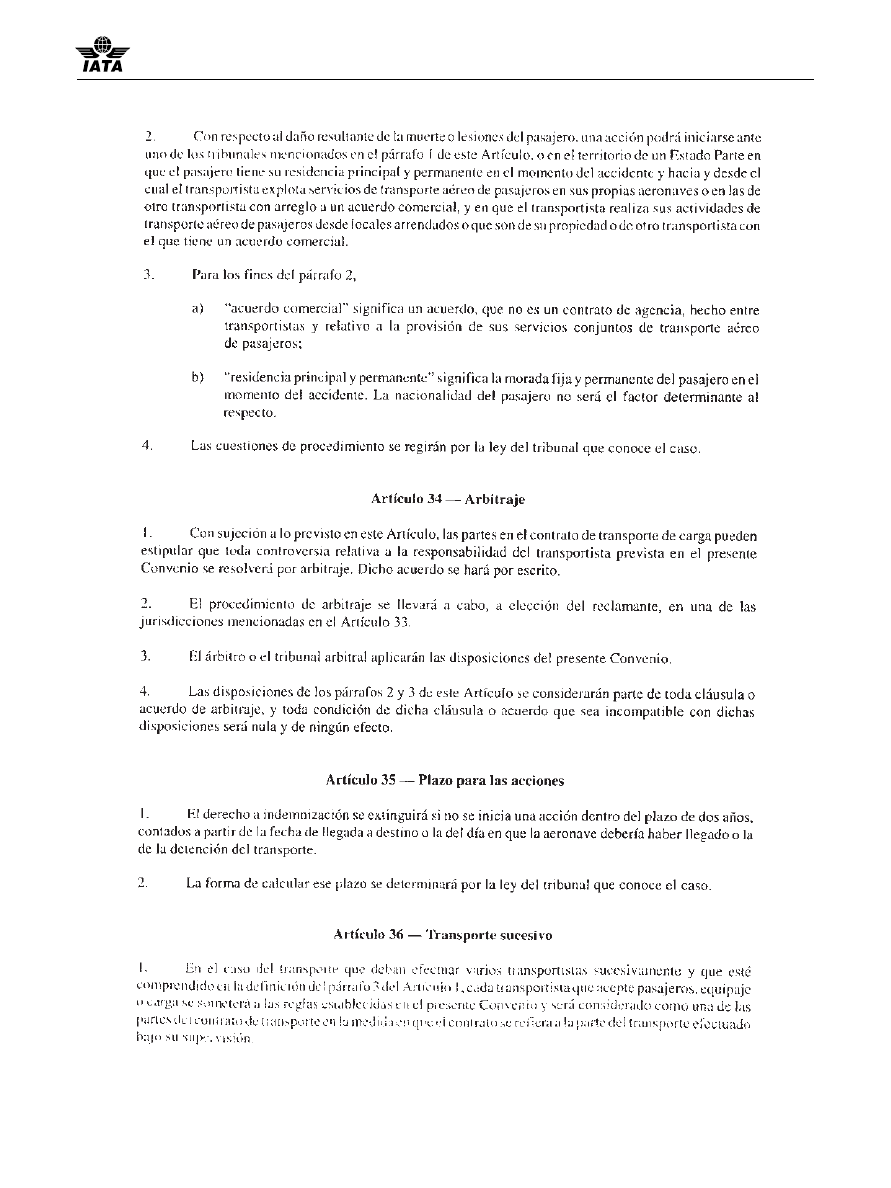 IATA
2. Con respecto al daño resultante de la muerte o lesiones del pasajero, una acción podrá iniciarse ante
uno de los tribunales mencionados en el párrafo 1 de este Artículo, o en el territorio de un Estado Parte en
que el pasajero tiene su residencia principal y permanente en el momento del accidente y hacia y desde el
cual el transportista explota servicios de transporte aéreo de pasajeros en sus propias aeronaves o en las de
otro transportista con arreglo a un acuerdo comercial, y en que el transportista realiza sus actividades de
transporte aéreo de pasajeros desde locales arrendados o que son de su propiedad o de otro transportista con
el que tiene un acuerdo comercial.
3. Para los fines del párrafo 2,
a) “acuerdo comercial” significa un acuerdo, que no es un contrato de agencia, hecho entre
transportistas y relativo a la provisión de sus servicios conjuntos de transporte aéreo
de pasajeros;
b) “residencia principal y permanente” significa la morada fija y permanente del pasajero en el
momento del accidente. La nacionalidad del pasajero no será el factor determinante al
respecto.
4. Las cuestiones de procedimiento se regirán por la ley del tribunal que conoce el caso.
Artículo 34 — Arbitraje
1. Con sujeción a lo previsto en este Artículo, las partes en el contrato de transporte de carga pueden
estipular que toda controversia relativa a la responsabilidad del transportista prevista en el presente
Convenio se resolverá por arbitraje. Dicho acuerdo se hará por escrito.
2. El procedimiento de arbitraje se llevará a cabo, a elección del reclamante, en una de las
jurisdicciones mencionadas en el Artículo 33.
3. El árbitro o el tribunal arbitral aplicarán las disposiciones del presente Convenio.
4. Las disposiciones de los párrafos 2 y 3 de este Artículo se considerarán parte de toda cláusula o
acuerdo de arbitraje, y toda condición de dicha cláusula o acuerdo que sea incompatible con dichas
disposiciones será nula y de ningún efecto.
Artículo 35 — Plazo para las acciones
1. El derecho a indemnización se extinguirá si no se inicia una acción dentro del plazo de dos años,
contados a partir de la fecha de llegada a destino o la del día en que la aeronave debería haber llegado o la
de la detención del transporte.
2. La forma de calcular ese plazo se determinará por la ley del tribunal que conoce el caso.
Artículo 36 — Transporte sucesivo
1. En el caso del transporte que deban efectuar varios transportistas sucesivamente y que esté
comprendido en la definición del párrafo 3 del Artículo 1, cada transportista que acepte pasajeros, equipaje
o carga se someterá a las reglas establecidas en el presente Convenio y será considerado como una de las
partes del contrato de transporte en la medida en que el contrato se refiera a la parte del transporte efectuado
bajo su supervisión.